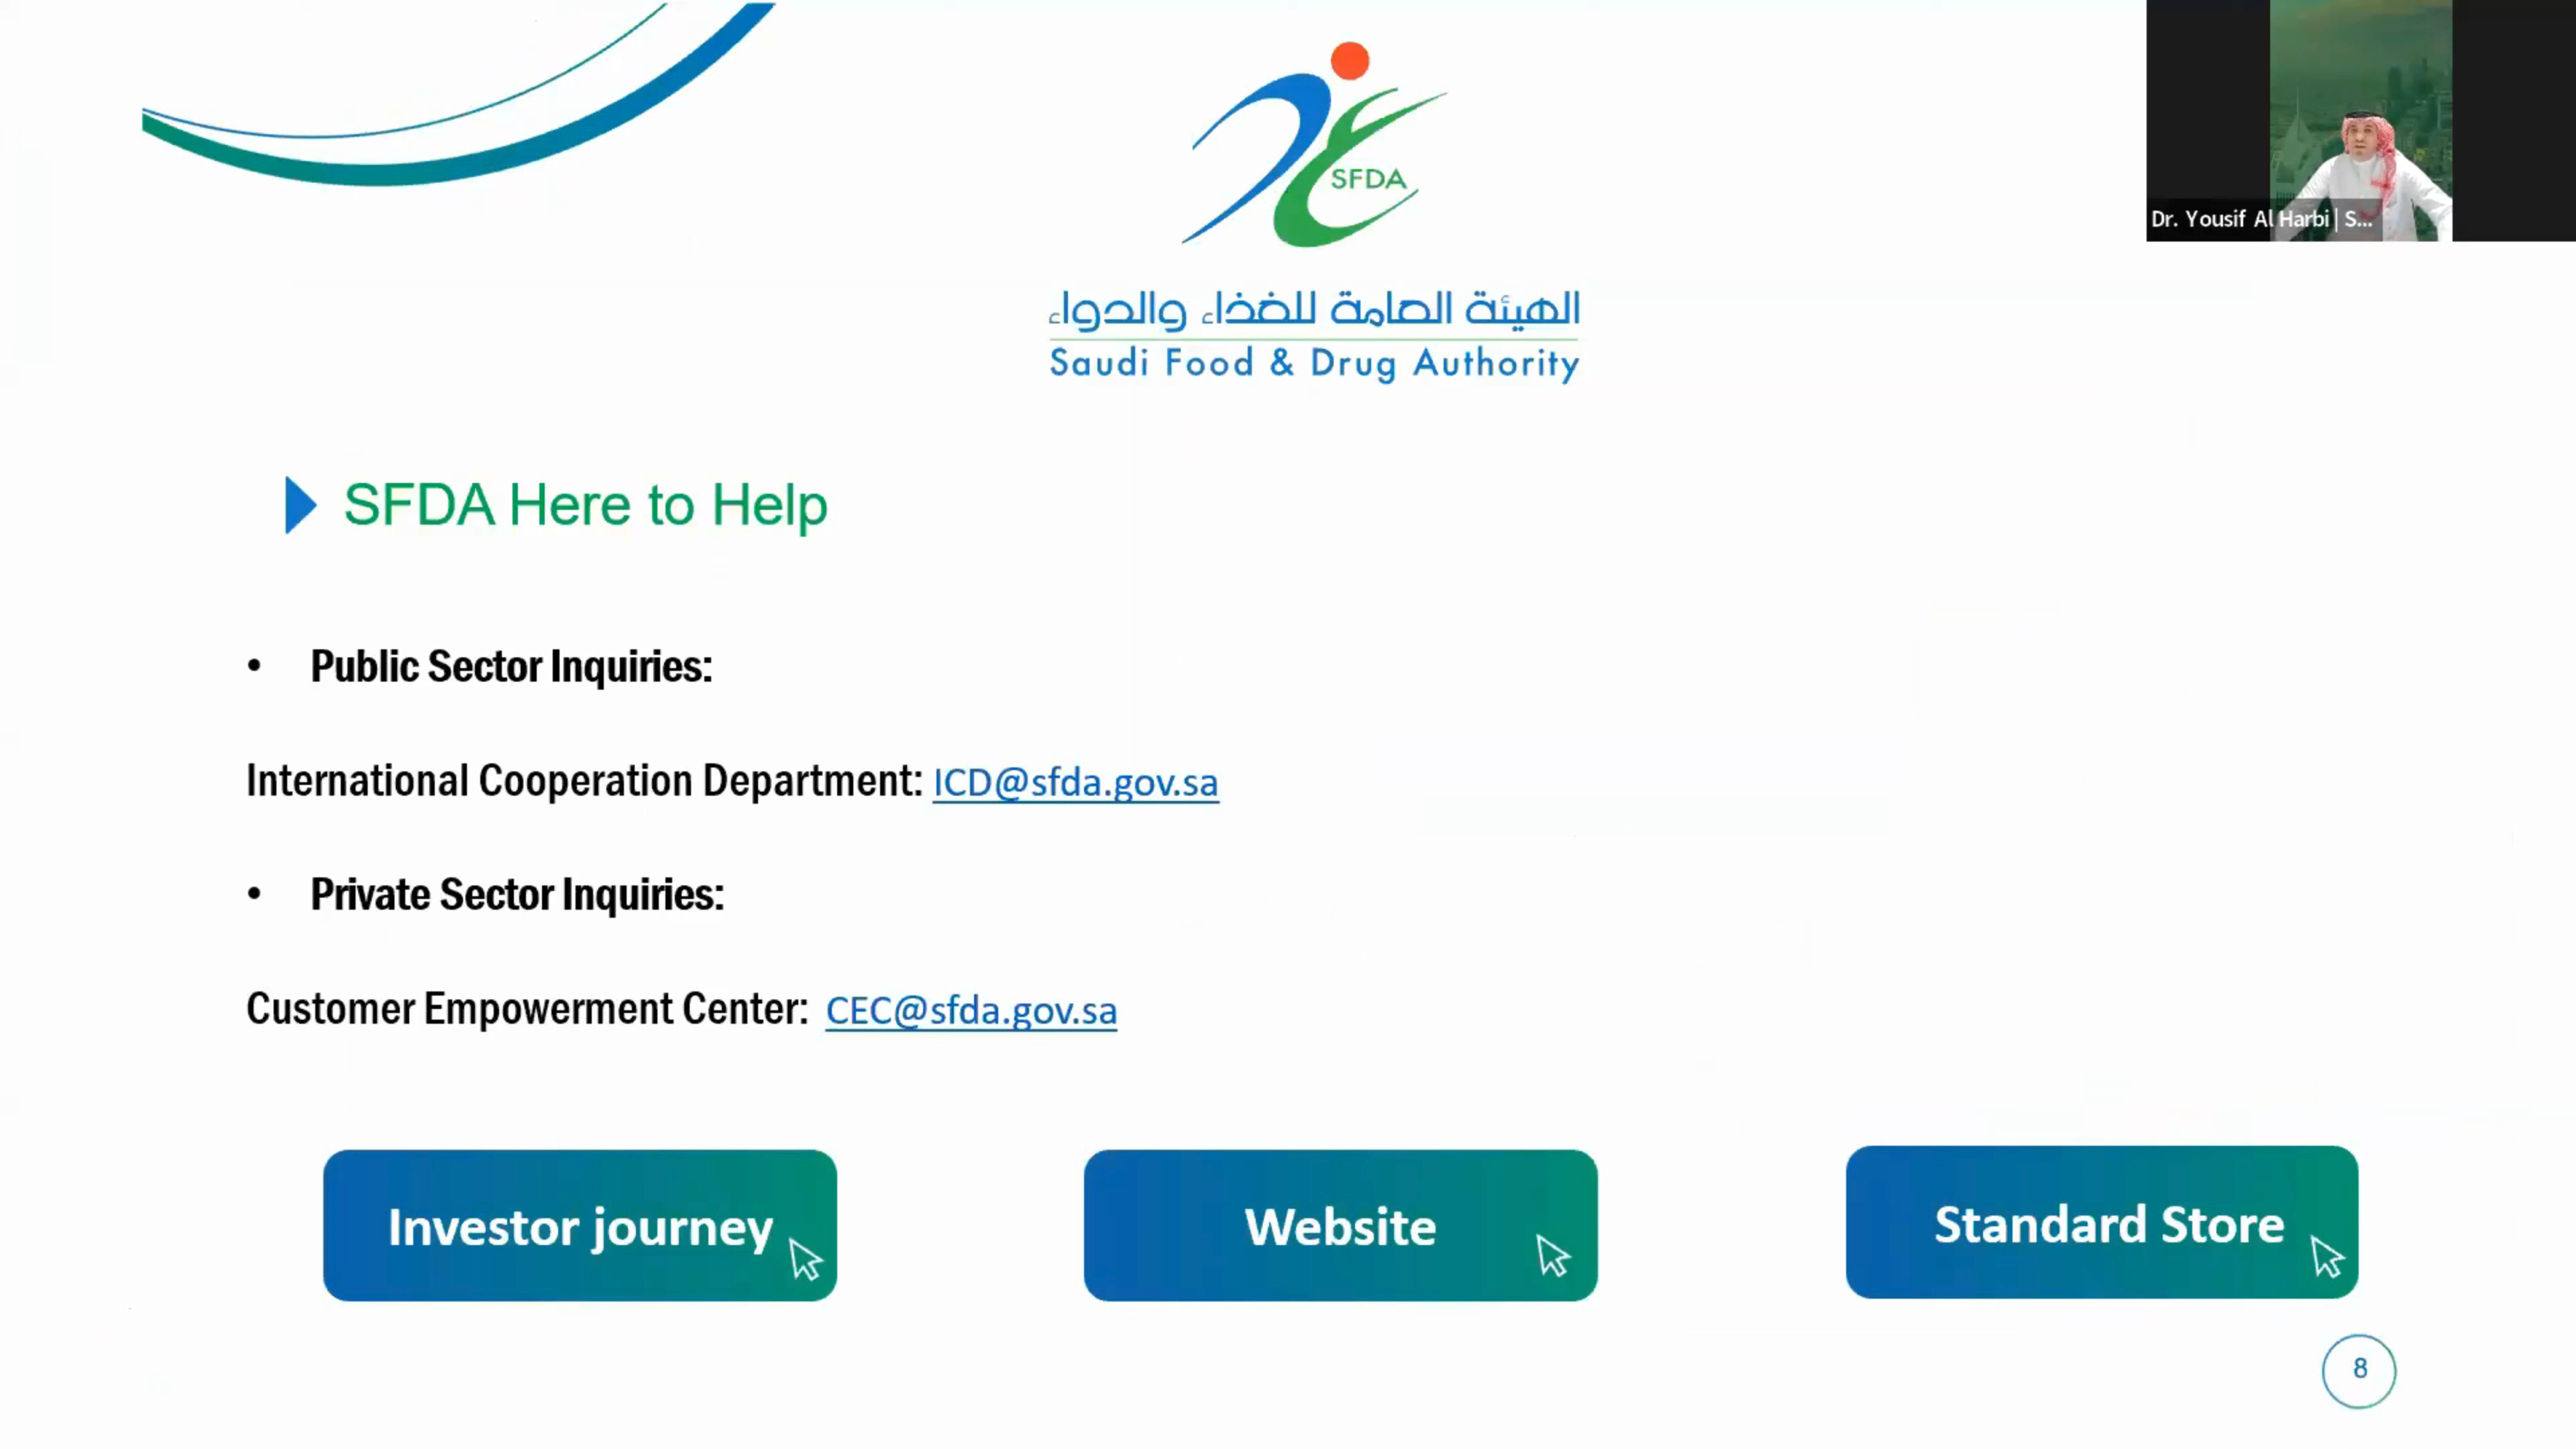 SFDA
الهيئة العامة للغذاء والدواء
Saudi Food & Drug Authority
Dr. Yousif Al Harbi | S...
SFDA Here to Help
• Public Sector Inquiries:
International Cooperation Department: ICD@sfda.gov.sa
• Private Sector Inquiries:
Customer Empowerment Center: CEC@sfda.gov.sa
Investor journey
Website
Standard Store
8